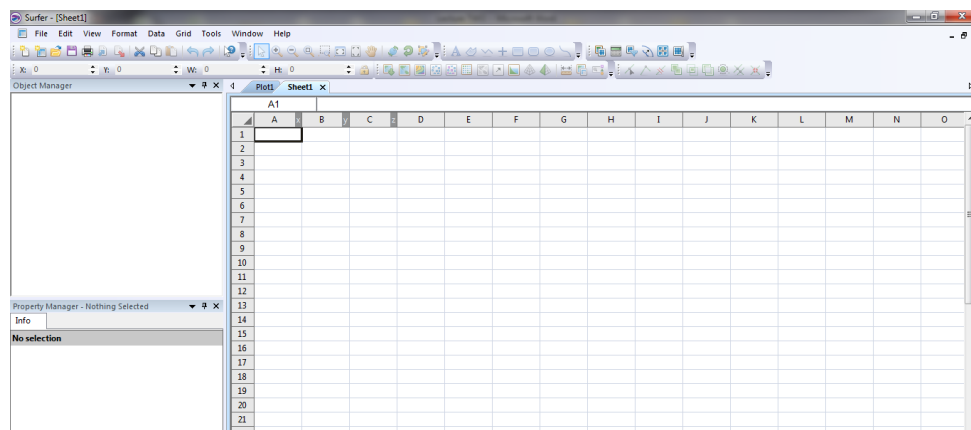 Surfer - [Sheet1]
File Edit View Format Data Grid Tools Window Help
X: 0 Y: 0 W: 0 H: 0
Object Manager
Plot1 Sheet1
A1
A x B y C z D E F G H I J K L M N O
1
2
3
4
5
6
7
8
9
10
11
12
13
14
15
16
17
18
19
20
21
Property Manager - Nothing Selected
Info
No selection